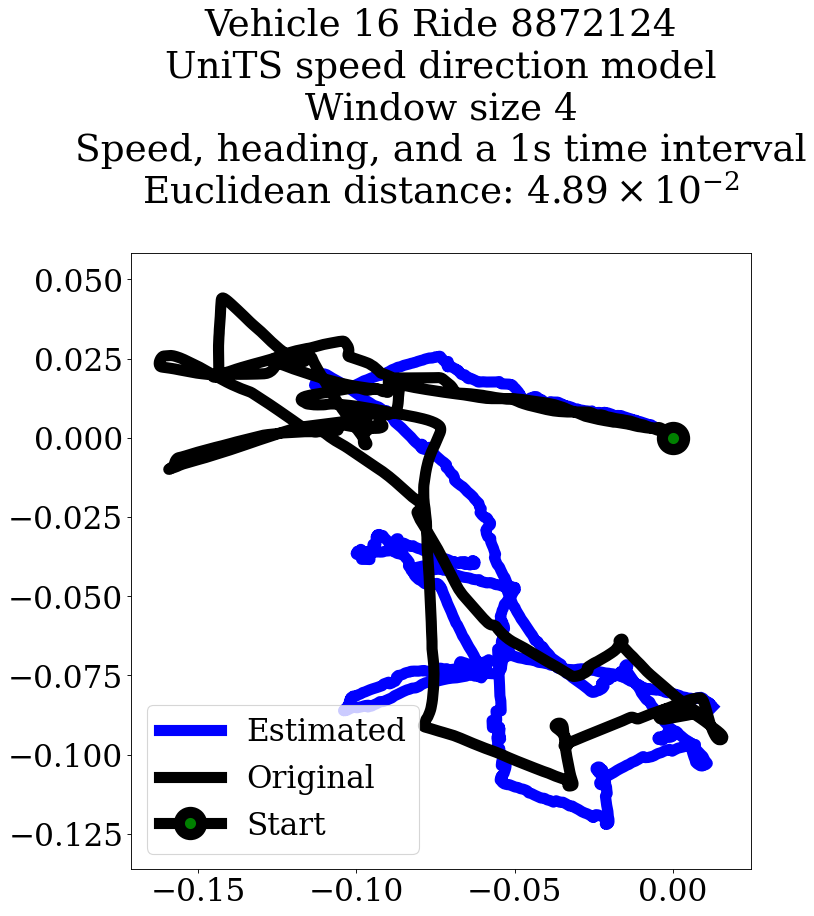 Vehicle 16 Ride 8872124
UniTS speed direction model
Window size 4
Speed, heading, and a 1s time interval
Euclidean distance: 4.89 × 10⁻²
0.050
0.025
0.000
−0.025
−0.050
−0.075
−0.100
−0.125
Estimated
Original
Start
−0.15 −0.10 −0.05 0.00